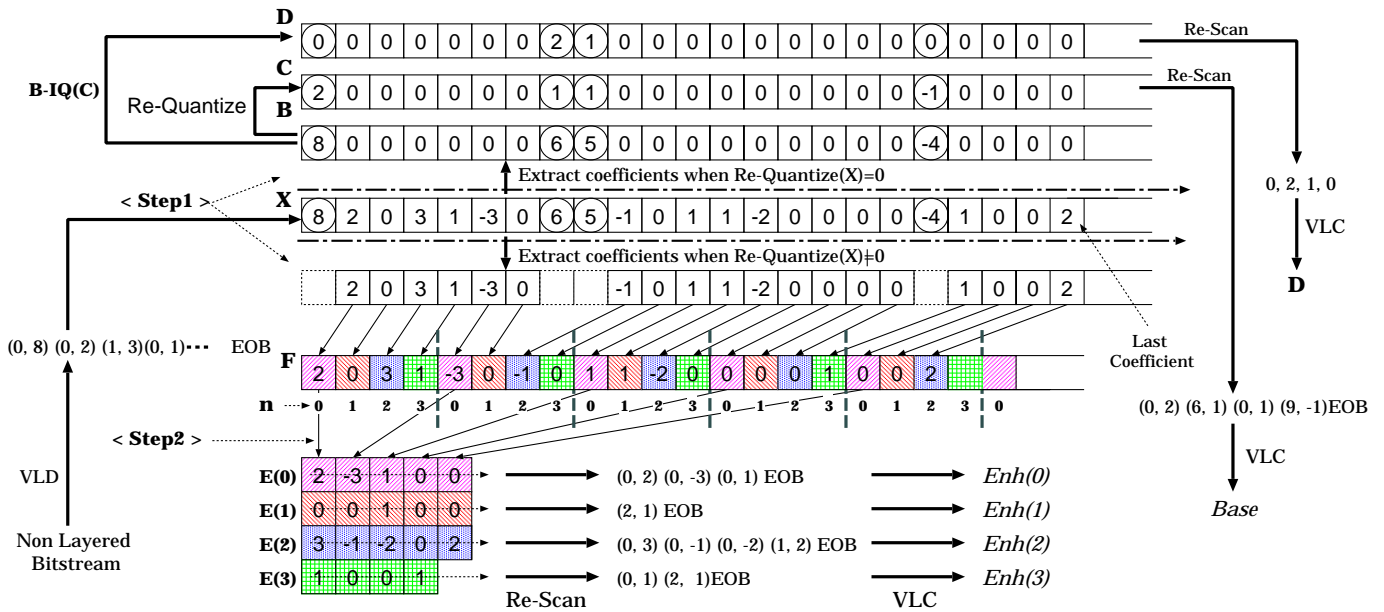 D
0 0 0 0 0 0 0 2 1 0 0 0 0 0 0 0 0 0 0 0 0 0 0
Re-Scan
C
2 0 0 0 0 0 0 1 1 0 0 0 0 0 0 0 0 0 -1 0 0 0 0
Re-Scan
B-IQ(C)
Re-Quantize
B
8 0 0 0 0 0 0 6 5 0 0 0 0 0 0 0 0 0 -4 0 0 0 0
Extract coefficients when Re-Quantize(X)=0
0, 2, 1, 0
< Step1 >
X
8 2 0 3 1 -3 0 6 5 -1 0 1 1 -2 0 0 0 0 -4 1 0 0 2
VLC
Extract coefficients when Re-Quantize(X)≠0
D
2 0 3 1 -3 0 -1 0 1 1 -2 0 0 0 0 1 0 0 2
(0, 8) (0, 2) (1, 3)(0, 1)··· EOB
Last
Coefficient
F
2 0 3 1 -3 0 -1 0 1 1 -2 0 0 0 0 1 0 0 2
n 0 1 2 3 0 1 2 3 0 1 2 3 0 1 2 3 0 1 2 3 0
(0, 2) (6, 1) (0, 1) (9, -1)EOB
< Step2 >
VLC
VLD
E(0) 2 -3 1 0 0 (0, 2) (0, -3) (0, 1) EOB Enh(0)
E(1) 0 0 1 0 0 (2, 1) EOB Enh(1)
Base
Non Layered
Bitstream
E(2) 3 -1 -2 0 2 (0, 3) (0, -1) (0, -2) (1, 2) EOB Enh(2)
E(3) 1 0 0 1 (0, 1) (2, 1)EOB Enh(3)
Re-Scan
VLC